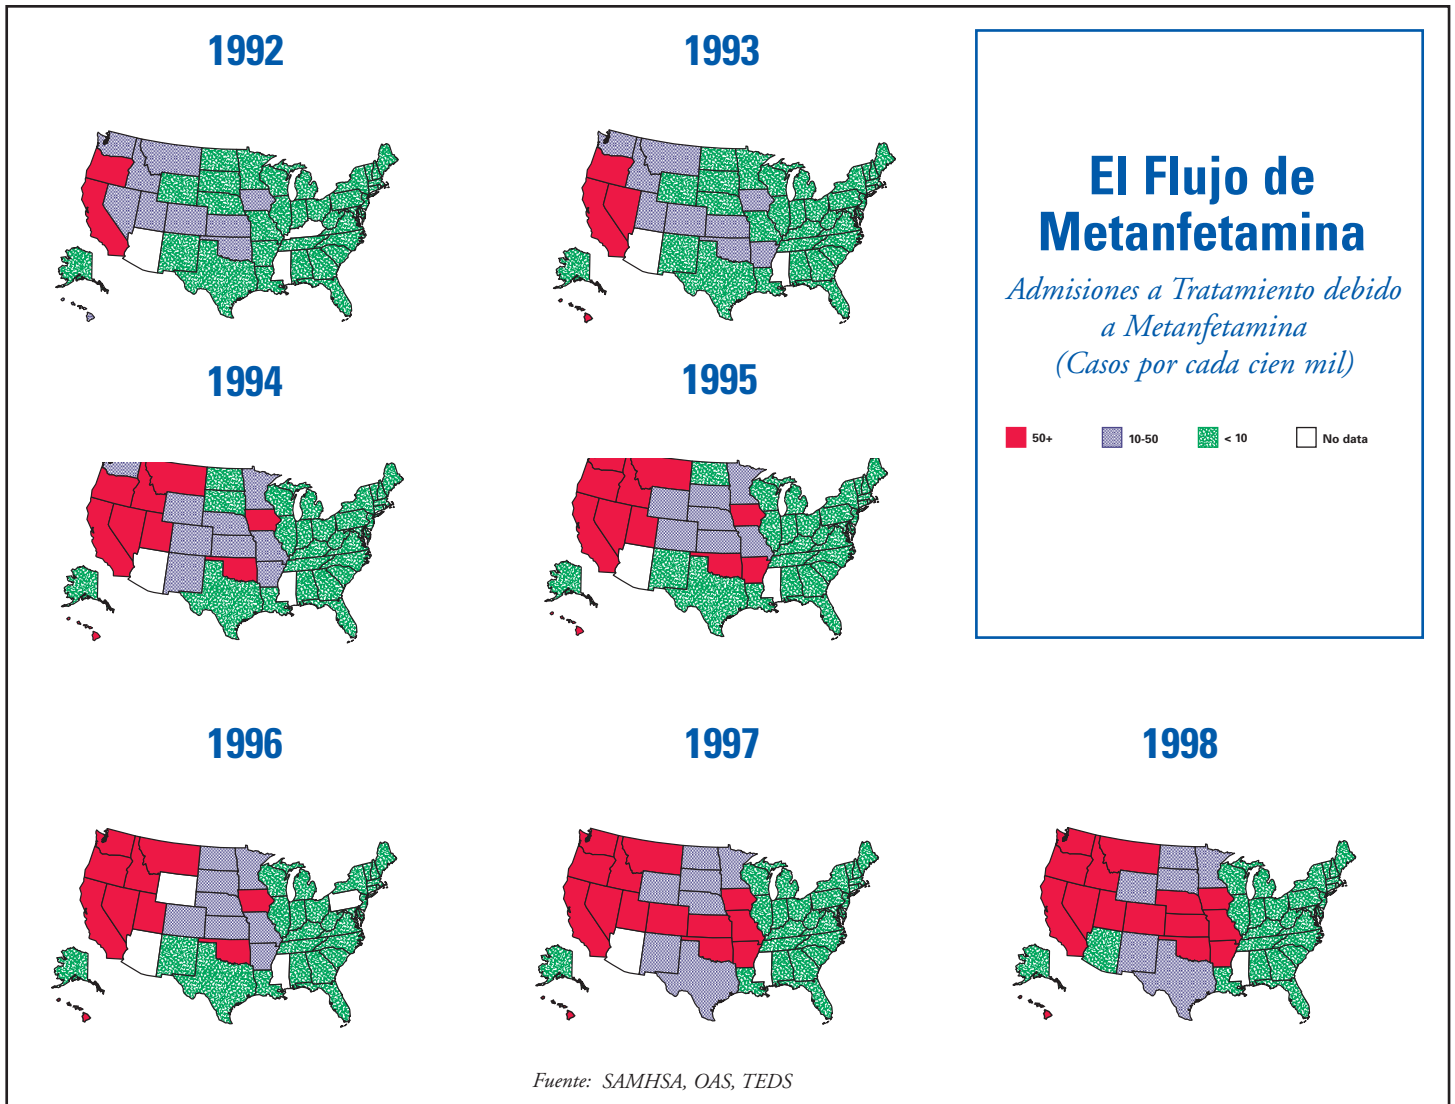 1992
1993
El Flujo de
Metanfetamina
Admisiones a Tratamiento debido
a Metanfetamina
(Casos por cada cien mil)
50+
10-50
< 10
No data
1994
1995
1996
1997
1998
Fuente: SAMHSA, OAS, TEDS